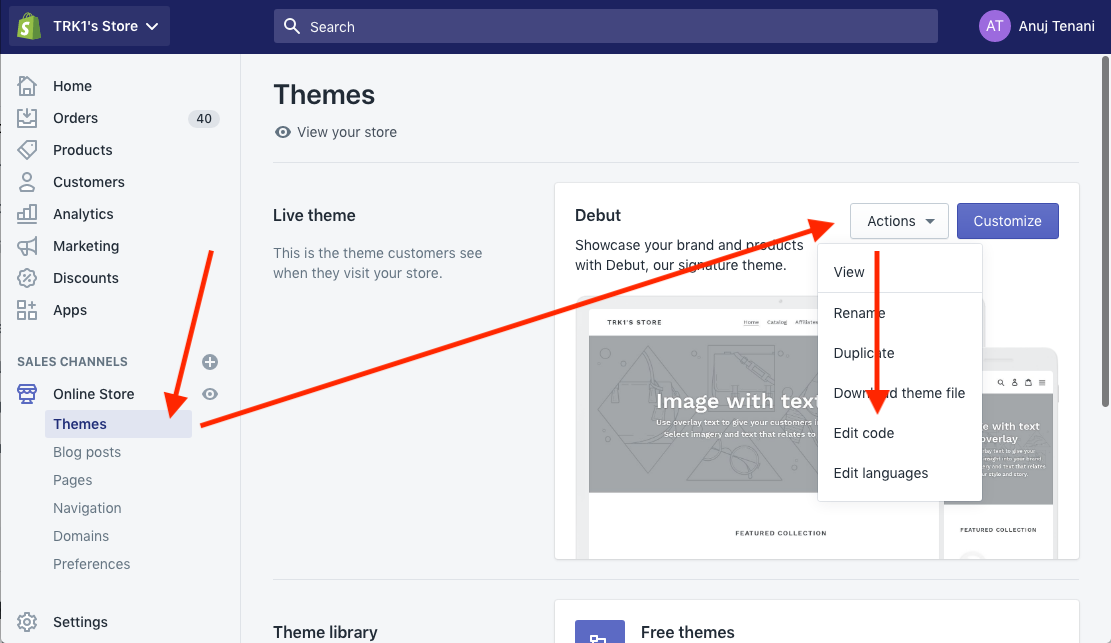 TRK1's Store
Search
AT
Anuj Tenani
Home
Orders
40
Products
Customers
Analytics
Marketing
Discounts
Apps
SALES CHANNELS
Online Store
Themes
Blog posts
Pages
Navigation
Domains
Preferences
Settings
Themes
View your store
Live theme
This is the theme customers see
when they visit your store.
Debut
Showcase your brand and products
with Debut, our signature theme.
Actions
Customize
View
Rename
Duplicate
Download theme file
Edit code
Edit languages
TRK1'S STORE
Home Catalog
Image with text
Use overlay text to give your customers
Select imagery and text that relates to
FEATURED COLLECTION
age with text
overlay
FEATURED COLLECTION
Theme library
Free themes